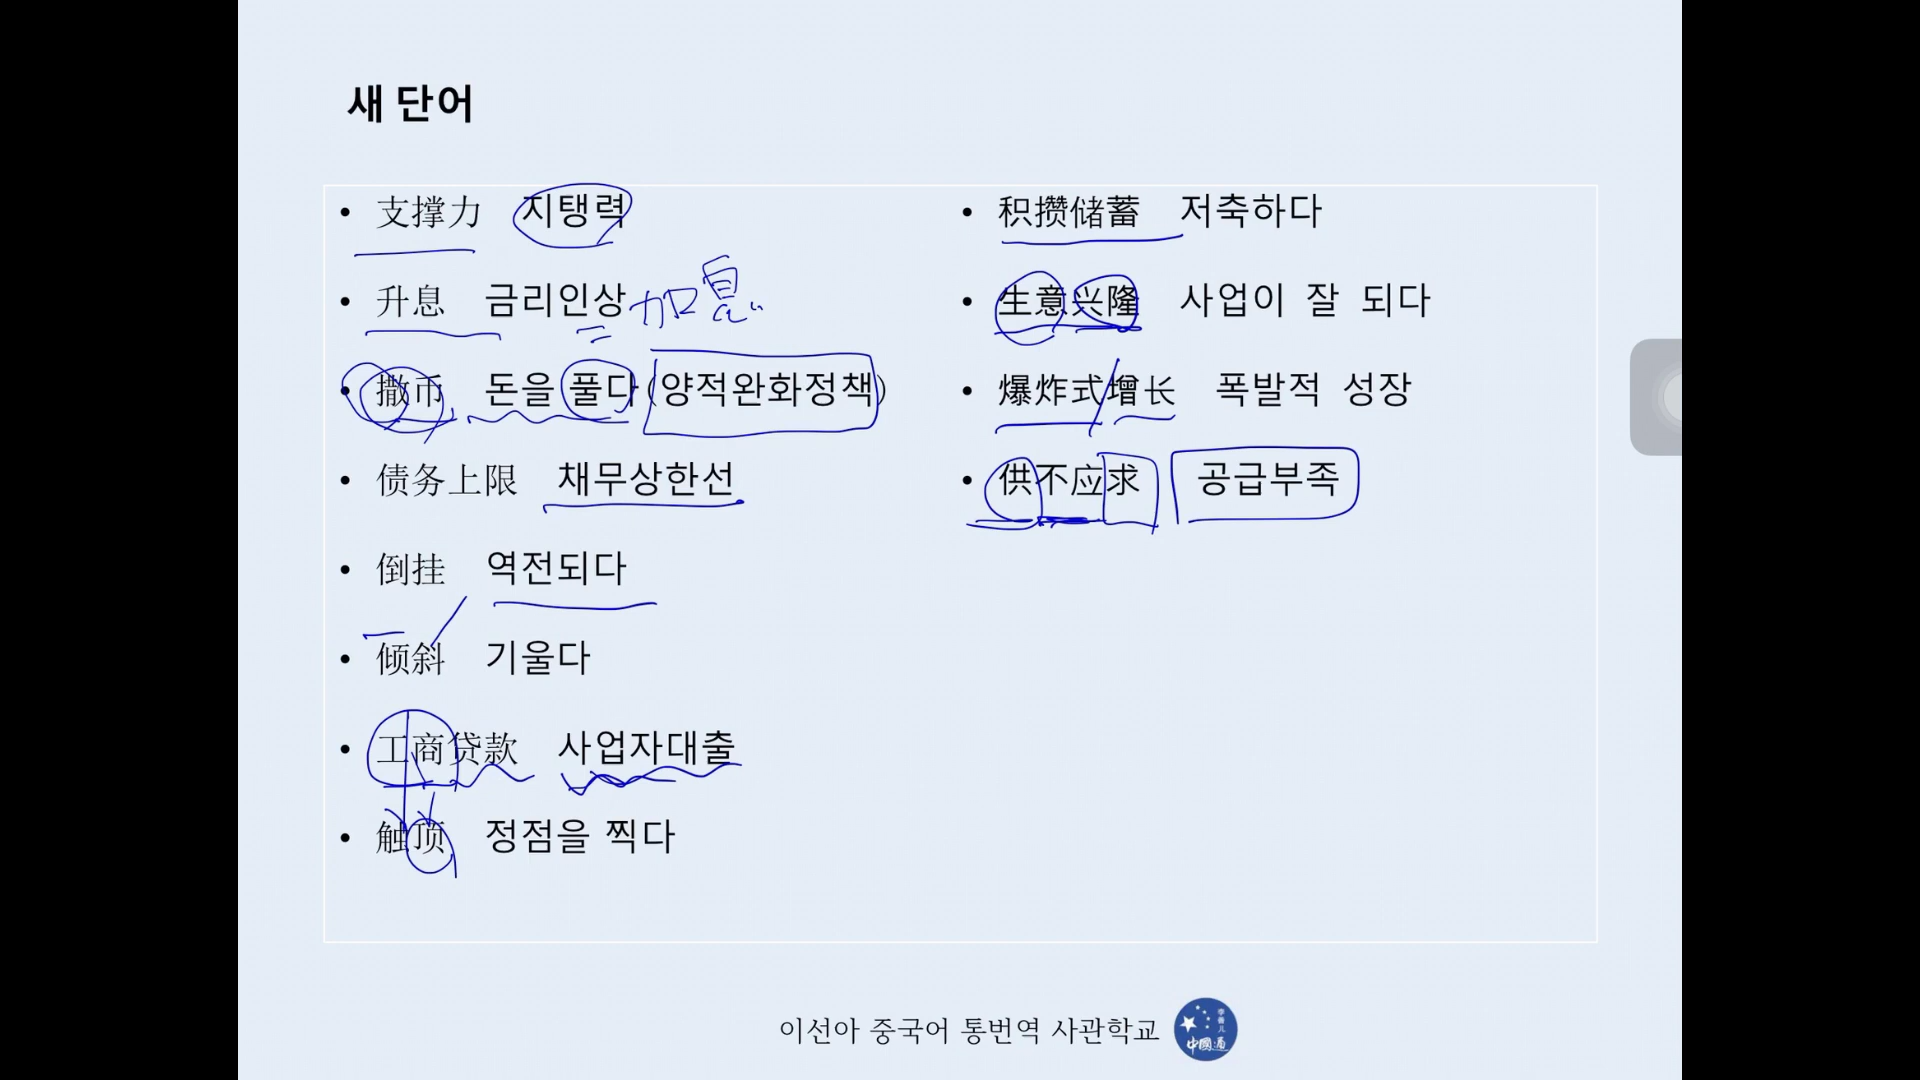 새 단어
• 支撑力 지탱력
• 升息 금리인상 加息
• 撒币 돈을 풀다 (양적완화정책)
• 债务上限 채무상한선
• 倒挂 역전되다
• 倾斜 기울다
• 工商贷款 사업자대출
• 触顶 정점을 찍다
• 积攒储蓄 저축하다
• 生意兴隆 사업이 잘 되다
• 爆炸式增长 폭발적 성장
• 供不应求 공급부족
이선아 중국어 통번역 사관학교
中國通